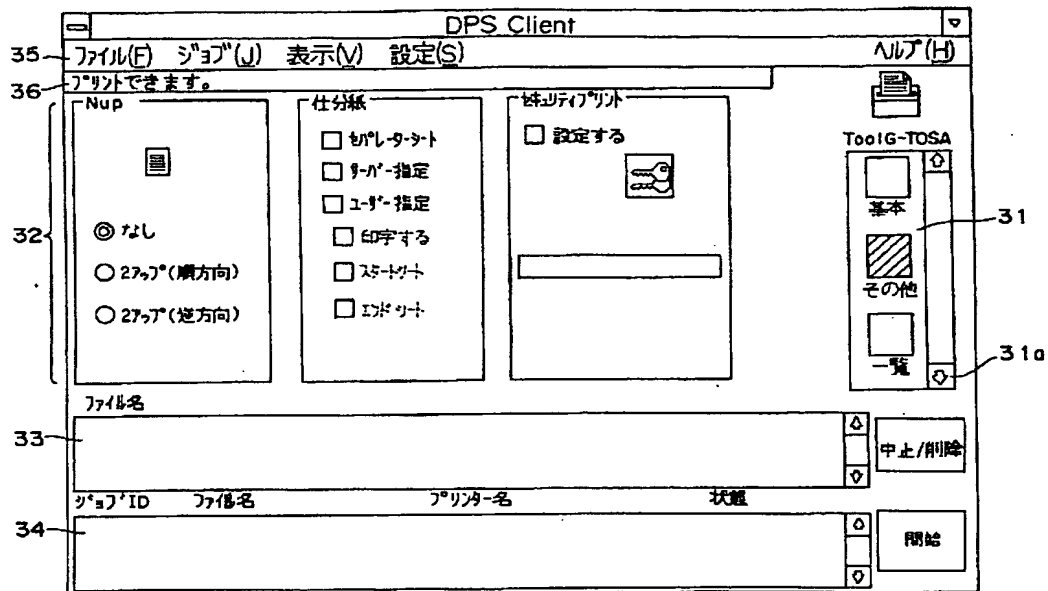 DPS Client
35 ファイル(F) ジョブ(J) 表示(V) 設定(S) ヘルプ(H)
36 プリントできます。
32
Nup
なし
2アップ(順方向)
2アップ(逆方向)
仕分紙
セパレーターシート
サーバー指定
ユーザー指定
印字する
スタートシート
エンドシート
セキュリティプリント
設定する
ToolG-TOSA
基本
その他
一覧
31
31a
ファイル名
33
中止/削除
ジョブID ファイル名 プリンター名 状態
34
開始